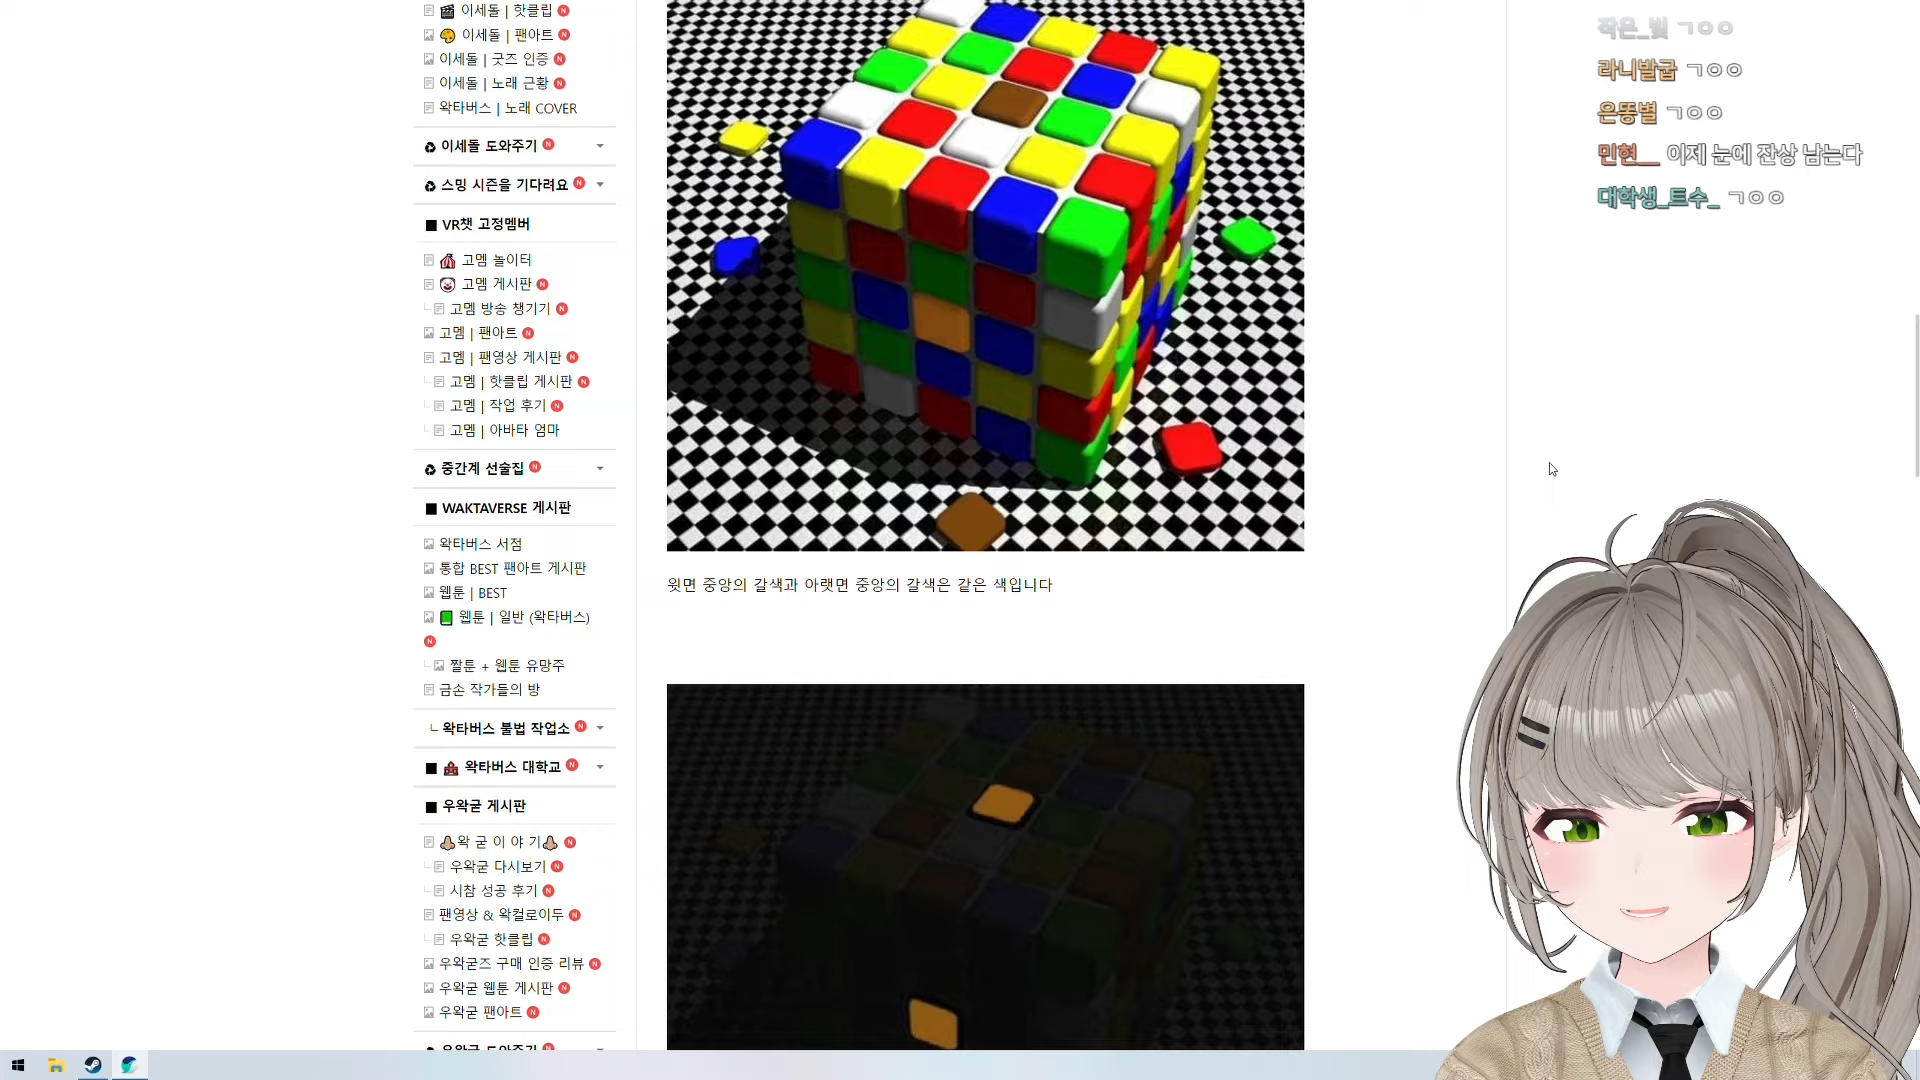 이세돌 | 핫클립 N
이세돌 | 팬아트 N
이세돌 | 굿즈 인증 N
이세돌 | 노래 근황 N
왁타버스 | 노래 COVER
이세돌 도와주기 N
스밍 시즌을 기다려요 N
VR챗 고정멤버
고멤 놀이터
고멤 게시판 N
고멤 방송 챙기기 N
고멤 | 팬아트 N
고멤 | 팬영상 게시판 N
고멤 | 핫클립 게시판 N
고멤 | 작업 후기 N
고멤 | 아바타 엄마
중간계 선술집 N
WAKTAVERSE 게시판
왁타버스 서점
통합 BEST 팬아트 게시판
웹툰 | BEST
웹툰 | 일반 (왁타버스)
N
짤툰 + 웹툰 유망주
금손 작가들의 방
ㄴ왁타버스 불법 작업소 N
왁타버스 대학교 N
우왁굳 게시판
왁 굳 이 야 기 N
우왁굳 다시보기 N
시참 성공 후기 N
팬영상 & 왁컬로이두 N
우왁굳 핫클립 N
우왁굳즈 구매 인증 리뷰 N
우왁굳 웹툰 게시판 N
우왁굳 팬아트 N
우왁굳 도와주기 N
윗면 중앙의 갈색과 아랫면 중앙의 갈색은 같은 색입니다
작은_빛 ㄱㅇㅇ
라니발굽 ㄱㅇㅇ
은똥별 ㄱㅇㅇ
민현__ 이제 눈에 잔상 남는다
대학생_트수_ ㄱㅇㅇ